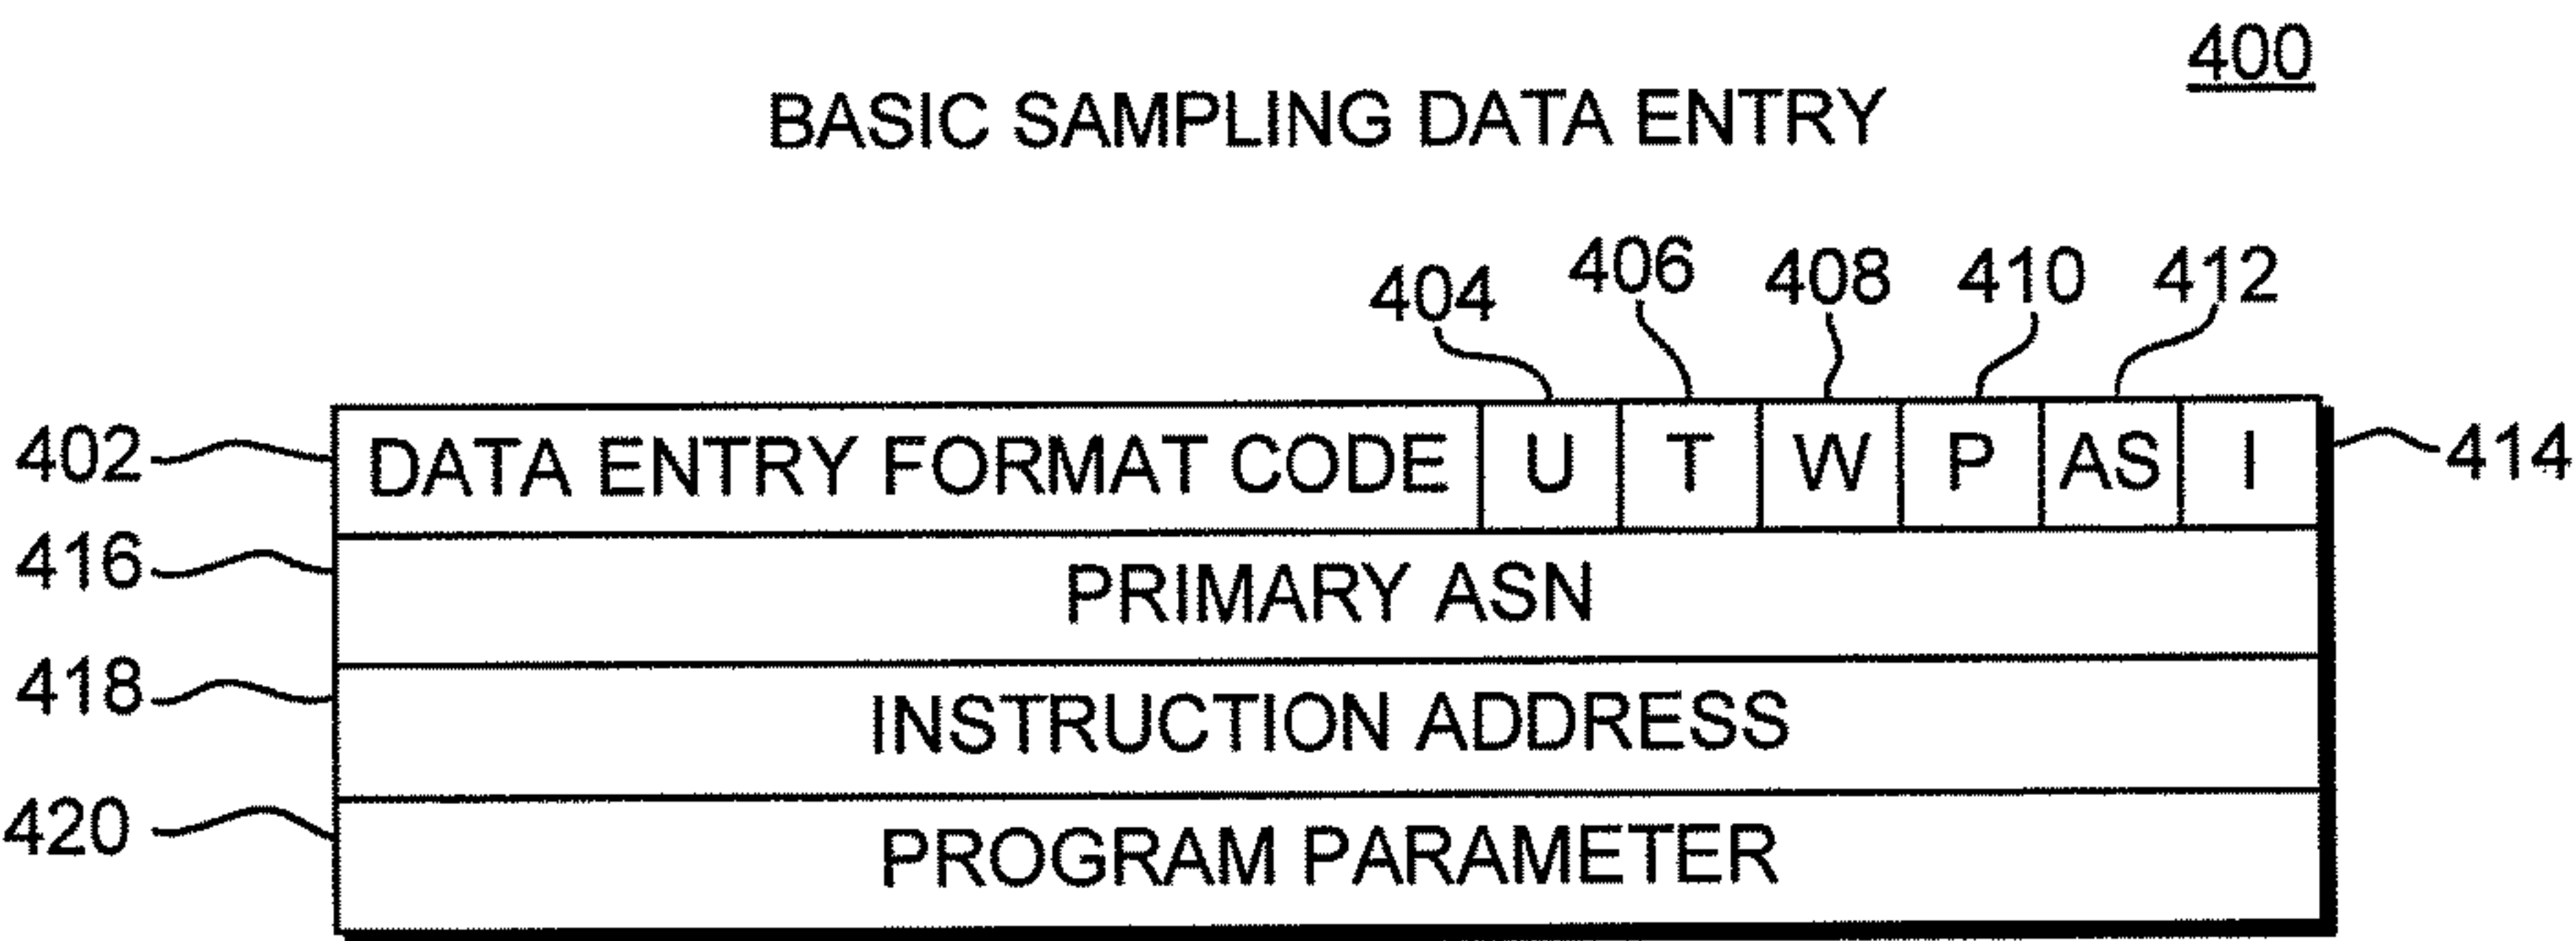 400
BASIC SAMPLING DATA ENTRY
404 406 408 410 412
402 DATA ENTRY FORMAT CODE U T W P AS I 414
416 PRIMARY ASN
418 INSTRUCTION ADDRESS
420 PROGRAM PARAMETER